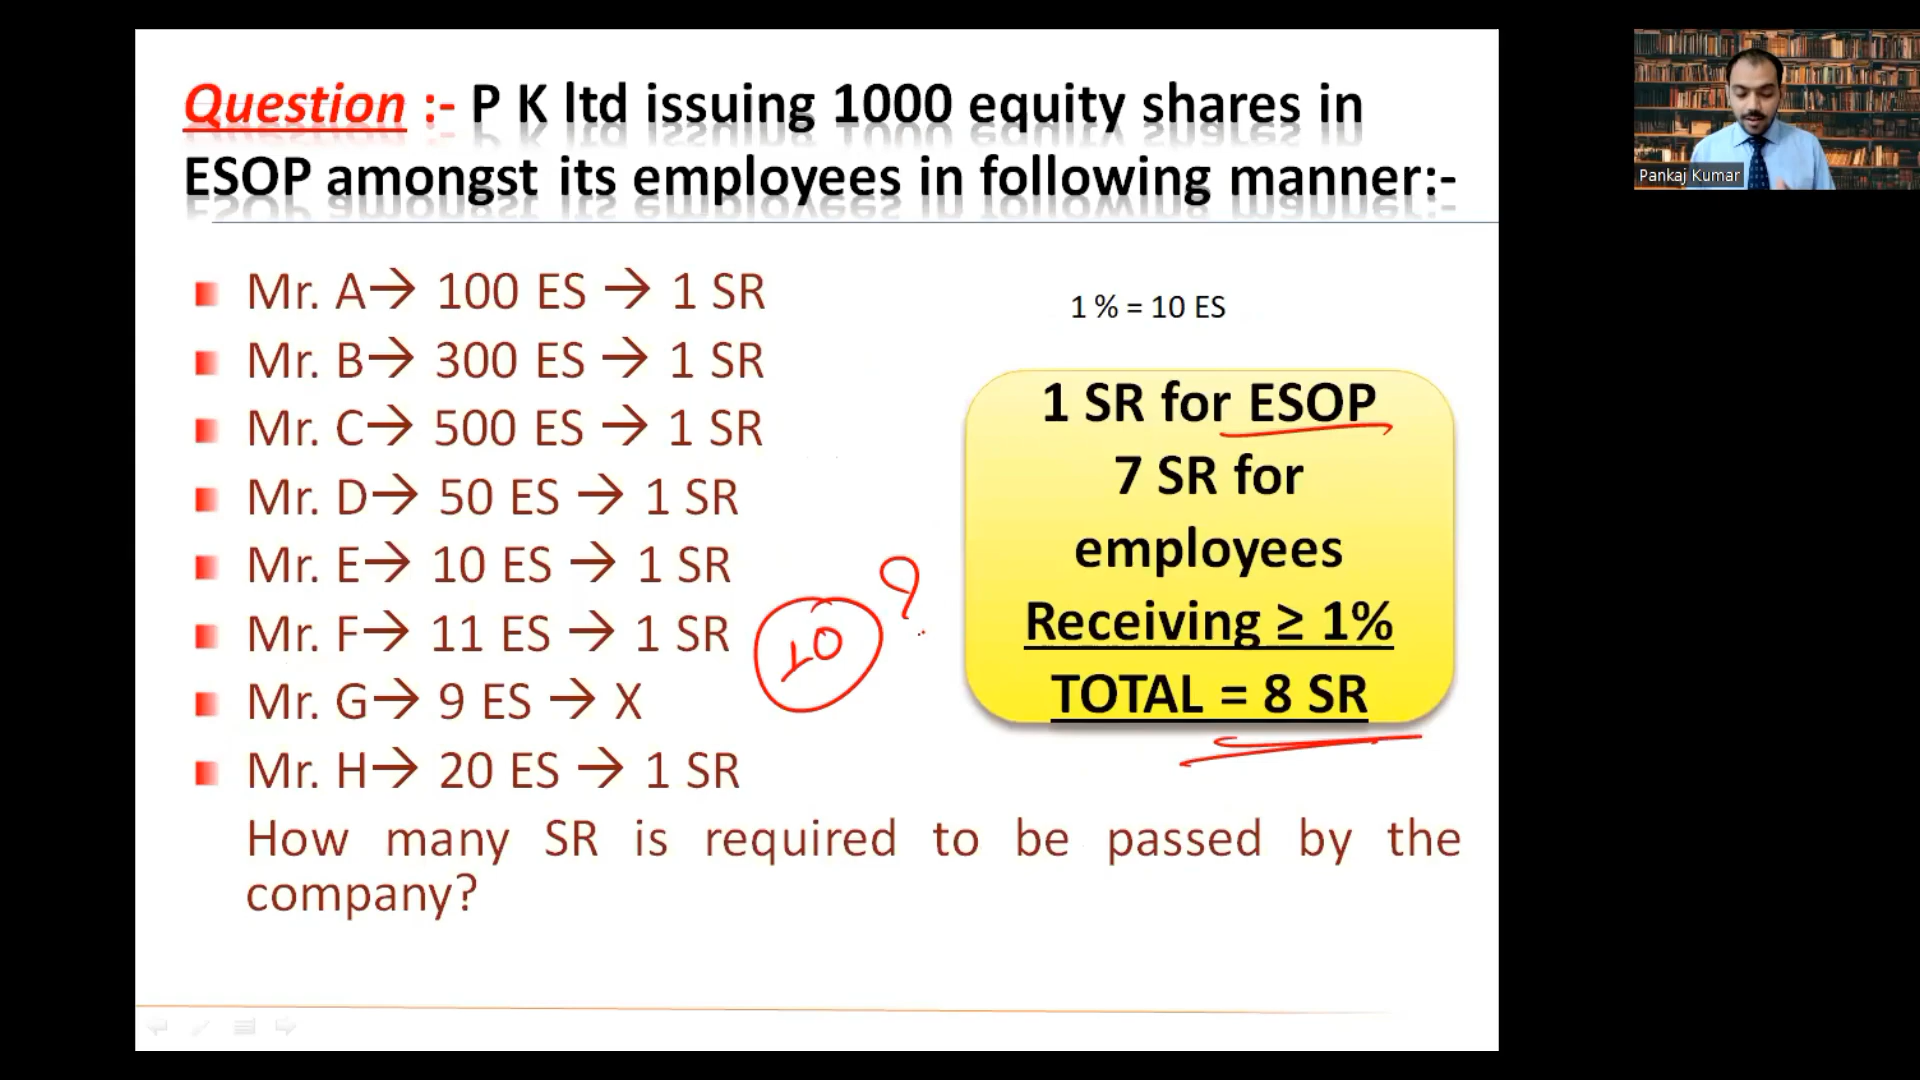 Question :- P K ltd issuing 1000 equity shares in
ESOP amongst its employees in following manner:-
Mr. A→ 100 ES → 1 SR
Mr. B→ 300 ES → 1 SR
Mr. C→ 500 ES → 1 SR
Mr. D→ 50 ES → 1 SR
Mr. E→ 10 ES → 1 SR
Mr. F→ 11 ES → 1 SR
Mr. G→ 9 ES → X
Mr. H→ 20 ES → 1 SR
How many SR is required to be passed by the
company?
1 % = 10 ES
1 SR for ESOP
7 SR for
employees
Receiving ≥ 1%
TOTAL = 8 SR
10 ?
Pankaj Kumar